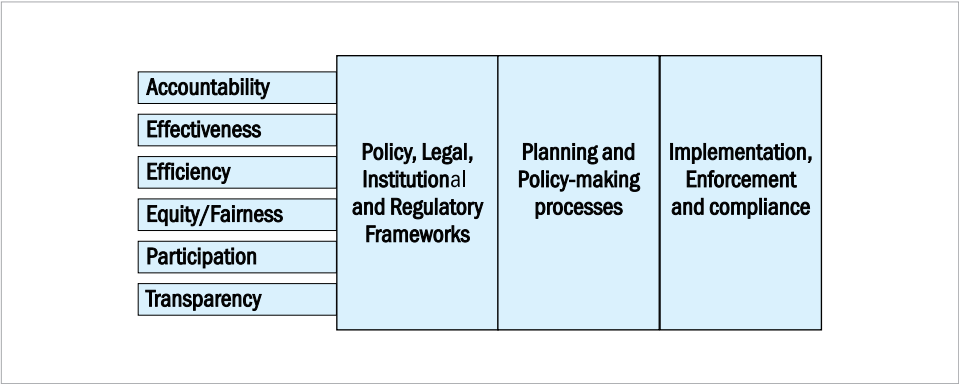 Accountability
Effectiveness
Efficiency
Equity/Fairness
Participation
Transparency
Policy, Legal,
Institutional
and Regulatory
Frameworks
Planning and
Policy-making
processes
Implementation,
Enforcement
and compliance